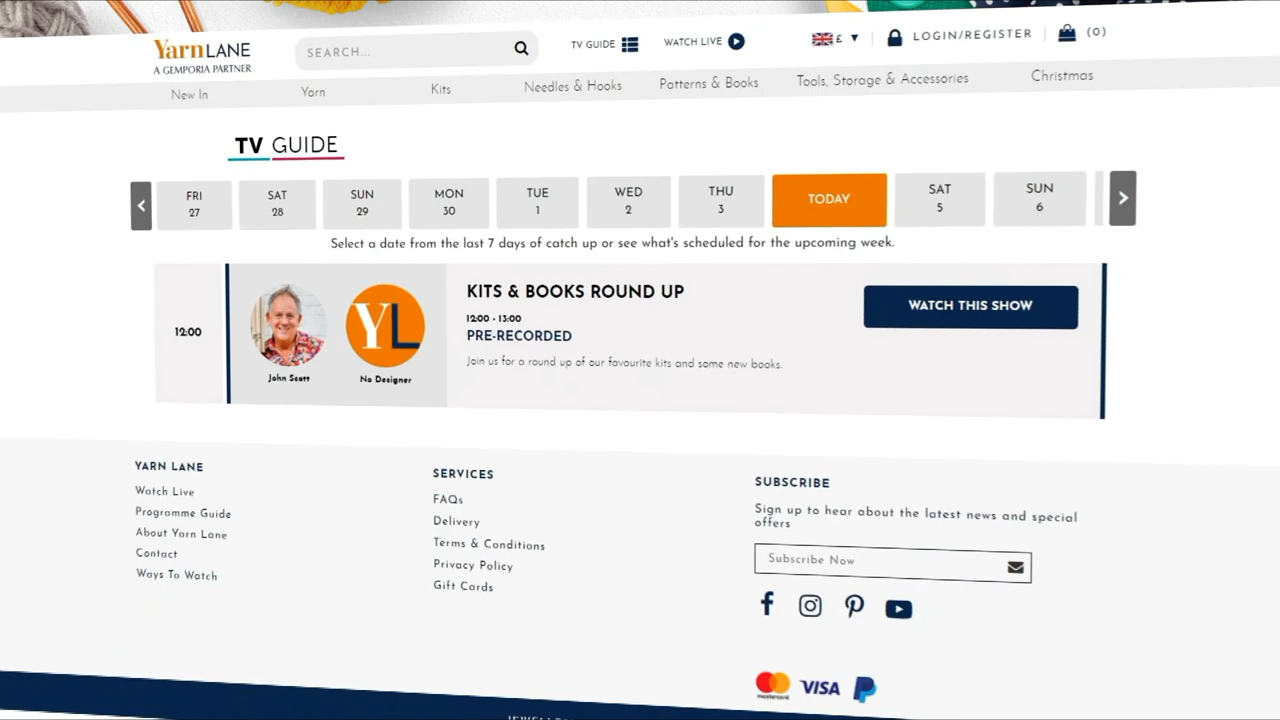 YarnLANE
A GEMPORIA PARTNER
SEARCH...
TV GUIDE
WATCH LIVE
£
LOGIN/REGISTER
(0)
New In
Yarn
Kits
Needles & Hooks
Patterns & Books
Tools, Storage & Accessories
Christmas
TV GUIDE
FRI
27
SAT
28
SUN
29
MON
30
TUE
1
WED
2
THU
3
TODAY
SAT
5
SUN
6
Select a date from the last 7 days of catch up or see what's scheduled for the upcoming week.
12:00
YL
John Scott
No Designer
KITS & BOOKS ROUND UP
12:00 - 13:00
PRE-RECORDED
Join us for a round up of our favourite kits and some new books.
WATCH THIS SHOW
YARN LANE
Watch Live
Programme Guide
About Yarn Lane
Contact
Ways To Watch
SERVICES
FAQs
Delivery
Terms & Conditions
Privacy Policy
Gift Cards
SUBSCRIBE
Sign up to hear about the latest news and special
offers
Subscribe Now
mastercard
VISA